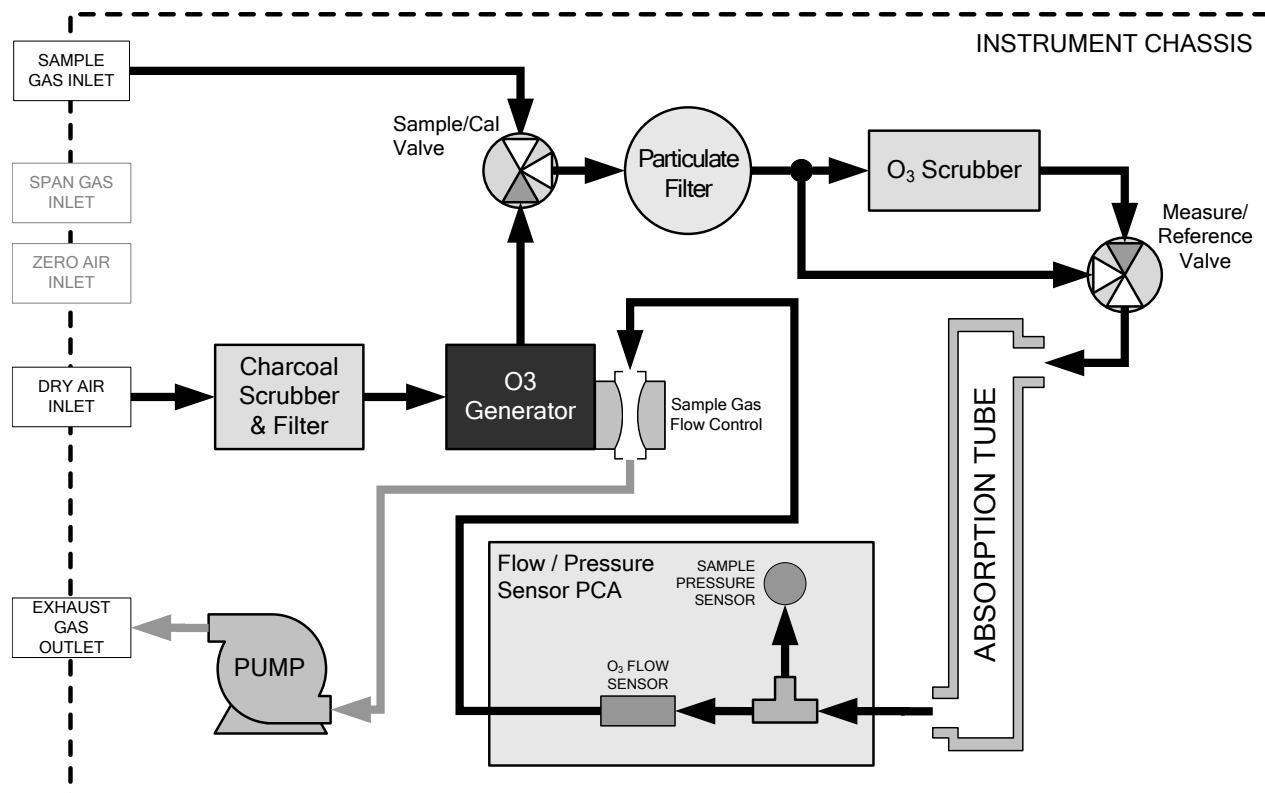 INSTRUMENT CHASSIS
SAMPLE
GAS INLET
Sample/Cal
Valve
Particulate
Filter
O₃ Scrubber
SPAN GAS
INLET
Measure/
Reference
Valve
ZERO AIR
INLET
DRY AIR
INLET
Charcoal
Scrubber
& Filter
O3
Generator
Sample Gas
Flow Control
ABSORPTION TUBE
Flow / Pressure
Sensor PCA
SAMPLE
PRESSURE
SENSOR
EXHAUST
GAS
OUTLET
PUMP
O₃ FLOW
SENSOR